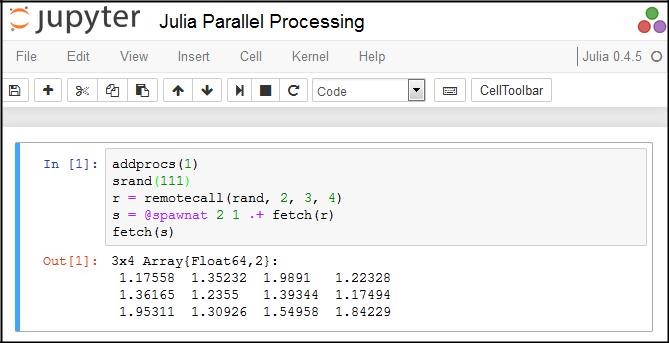 jupyter Julia Parallel Processing
File Edit View Insert Cell Kernel Help Julia 0.4.5
Code CellToolbar
In [1]: addprocs(1)
srand(111)
r = remotecall(rand, 2, 3, 4)
s = @spawnat 2 1 .+ fetch(r)
fetch(s)
Out[1]: 3x4 Array{Float64,2}:
1.17558 1.35232 1.9891 1.22328
1.36165 1.2355 1.39344 1.17494
1.95311 1.30926 1.54958 1.84229